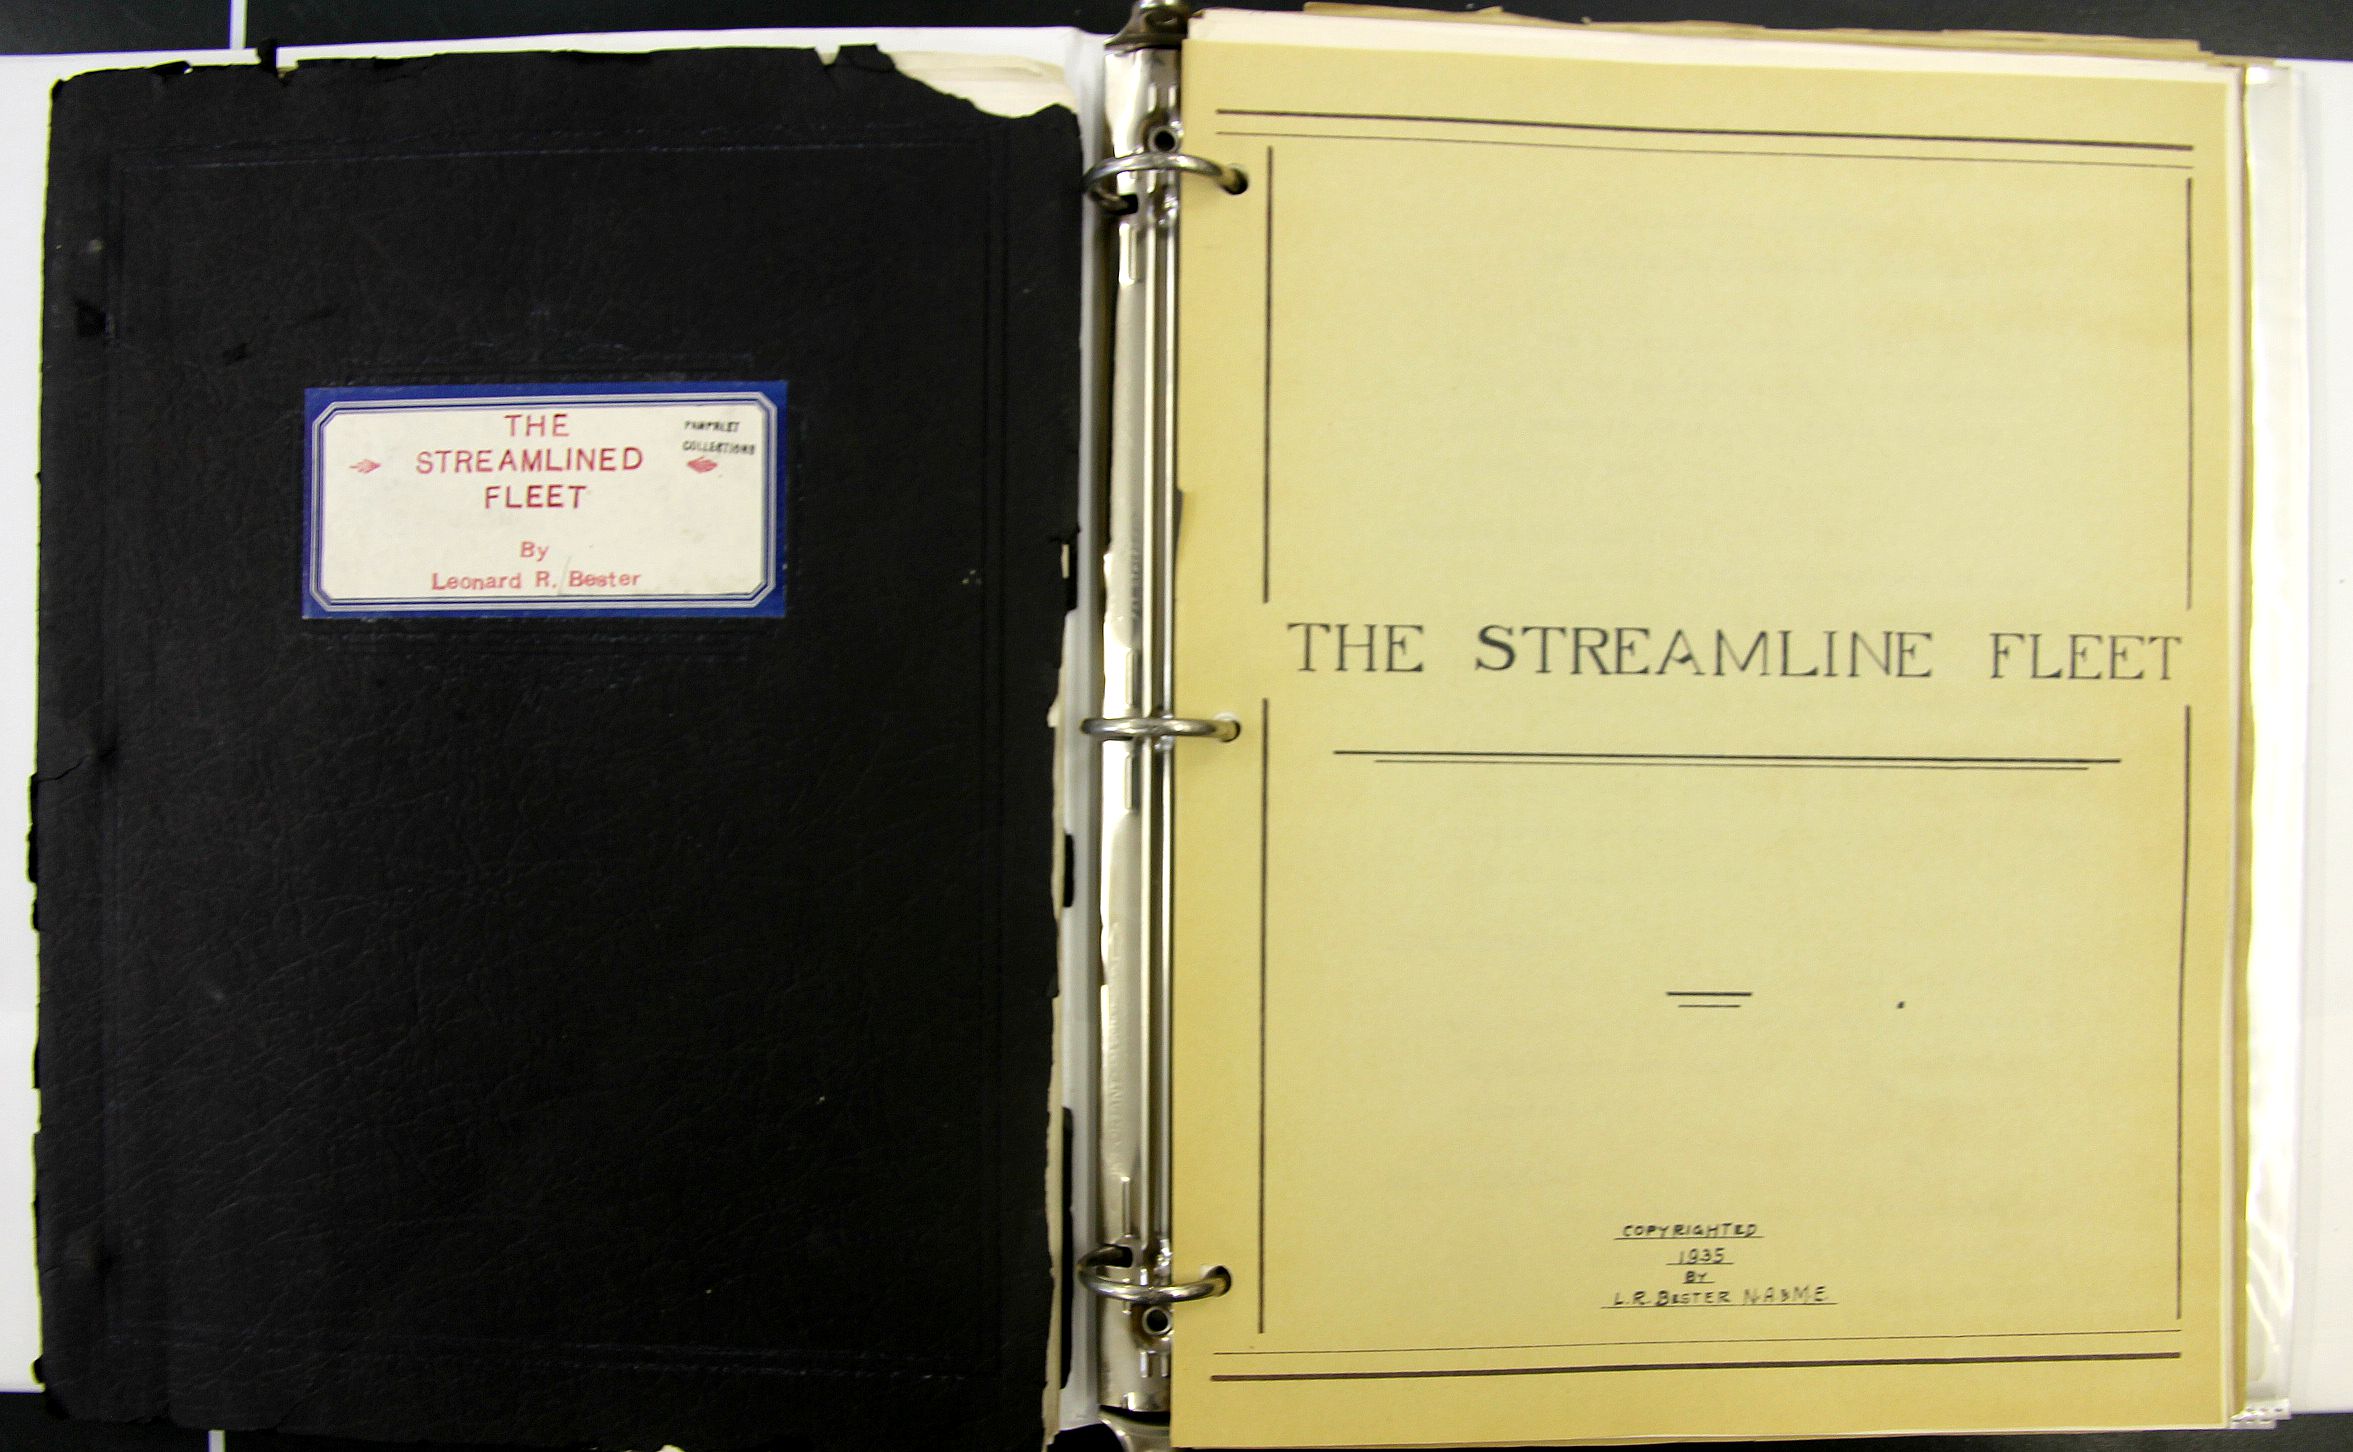 THE
STREAMLINED
FLEET
PAMPHLET
COLLECTIONS
By
Leonard R. Bester
THE STREAMLINE FLEET
COPYRIGHTED
1935
BY
L.R. BESTER N.A & M.E.